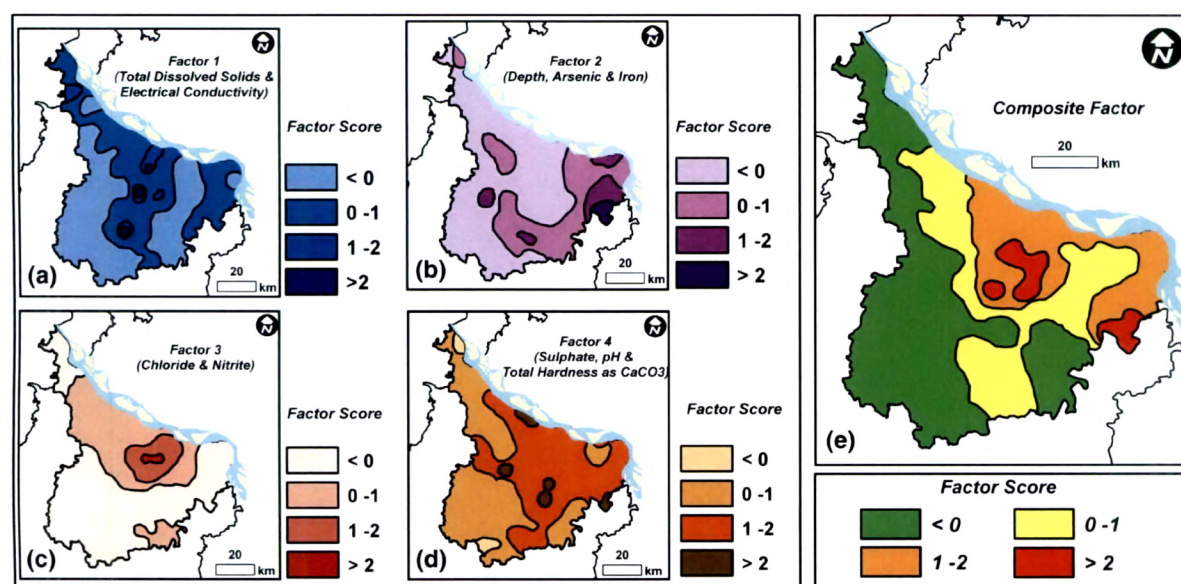 Factor 1
(Total Dissolved Solids &
Electrical Conductivity)
N
Factor Score
< 0
0 -1
1 -2
>2
(a)
20
km
Factor 2
(Depth, Arsenic & Iron)
N
Factor Score
< 0
0 -1
1 -2
> 2
(b)
20
km
Factor 3
(Chloride & Nitrite)
N
Factor Score
< 0
0 -1
1 -2
> 2
(c)
20
km
Factor 4
(Sulphate, pH &
Total Hardness as CaCO3)
N
Factor Score
< 0
0 -1
1 -2
> 2
(d)
20
km
N
Composite Factor
20
km
(e)
Factor Score
< 0
0 -1
1 -2
> 2